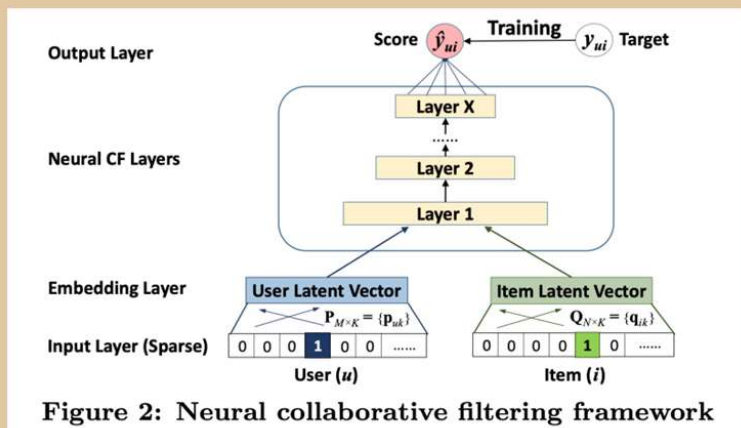 Output Layer
Score ŷui Training yui Target
Neural CF Layers
Layer X
......
Layer 2
Layer 1
Embedding Layer
User Latent Vector Item Latent Vector
PM×K = {puk} QN×K = {qik}
Input Layer (Sparse)
0 0 0 1 0 0 ...... 0 0 0 0 1 0 ......
User (u) Item (i)
Figure 2: Neural collaborative filtering framework